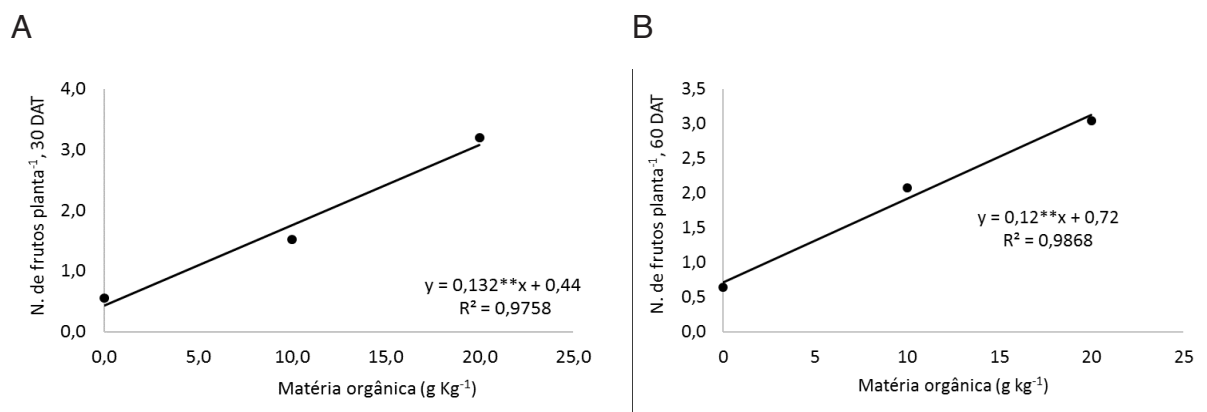 A
N. de frutos planta⁻¹, 30 DAT
4,0
3,0
2,0
1,0
0,0
y = 0,132**x + 0,44
R² = 0,9758
0,0 5,0 10,0 15,0 20,0 25,0
Matéria orgânica (g Kg⁻¹)
B
N. de frutos planta⁻¹, 60 DAT
3,5
3,0
2,5
2,0
1,5
1,0
0,5
0,0
y = 0,12**x + 0,72
R² = 0,9868
0 5 10 15 20 25
Matéria orgânica (g kg⁻¹)